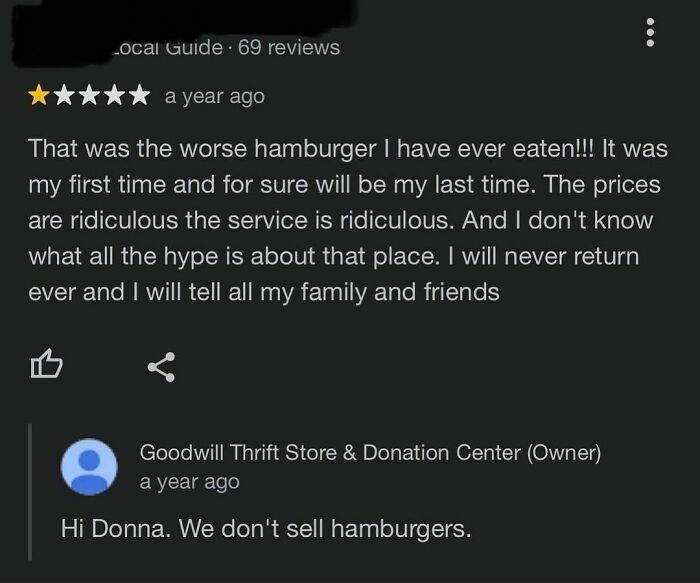 Local Guide · 69 reviews
a year ago
That was the worse hamburger I have ever eaten!!! It was
my first time and for sure will be my last time. The prices
are ridiculous the service is ridiculous. And I don't know
what all the hype is about that place. I will never return
ever and I will tell all my family and friends
Goodwill Thrift Store & Donation Center (Owner)
a year ago
Hi Donna. We don't sell hamburgers.